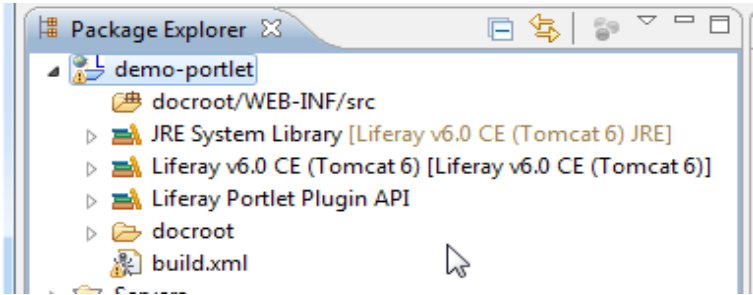 Package Explorer
demo-portlet
docroot/WEB-INF/src
JRE System Library [Liferay v6.0 CE (Tomcat 6) JRE]
Liferay v6.0 CE (Tomcat 6) [Liferay v6.0 CE (Tomcat 6)]
Liferay Portlet Plugin API
docroot
build.xml
Servers